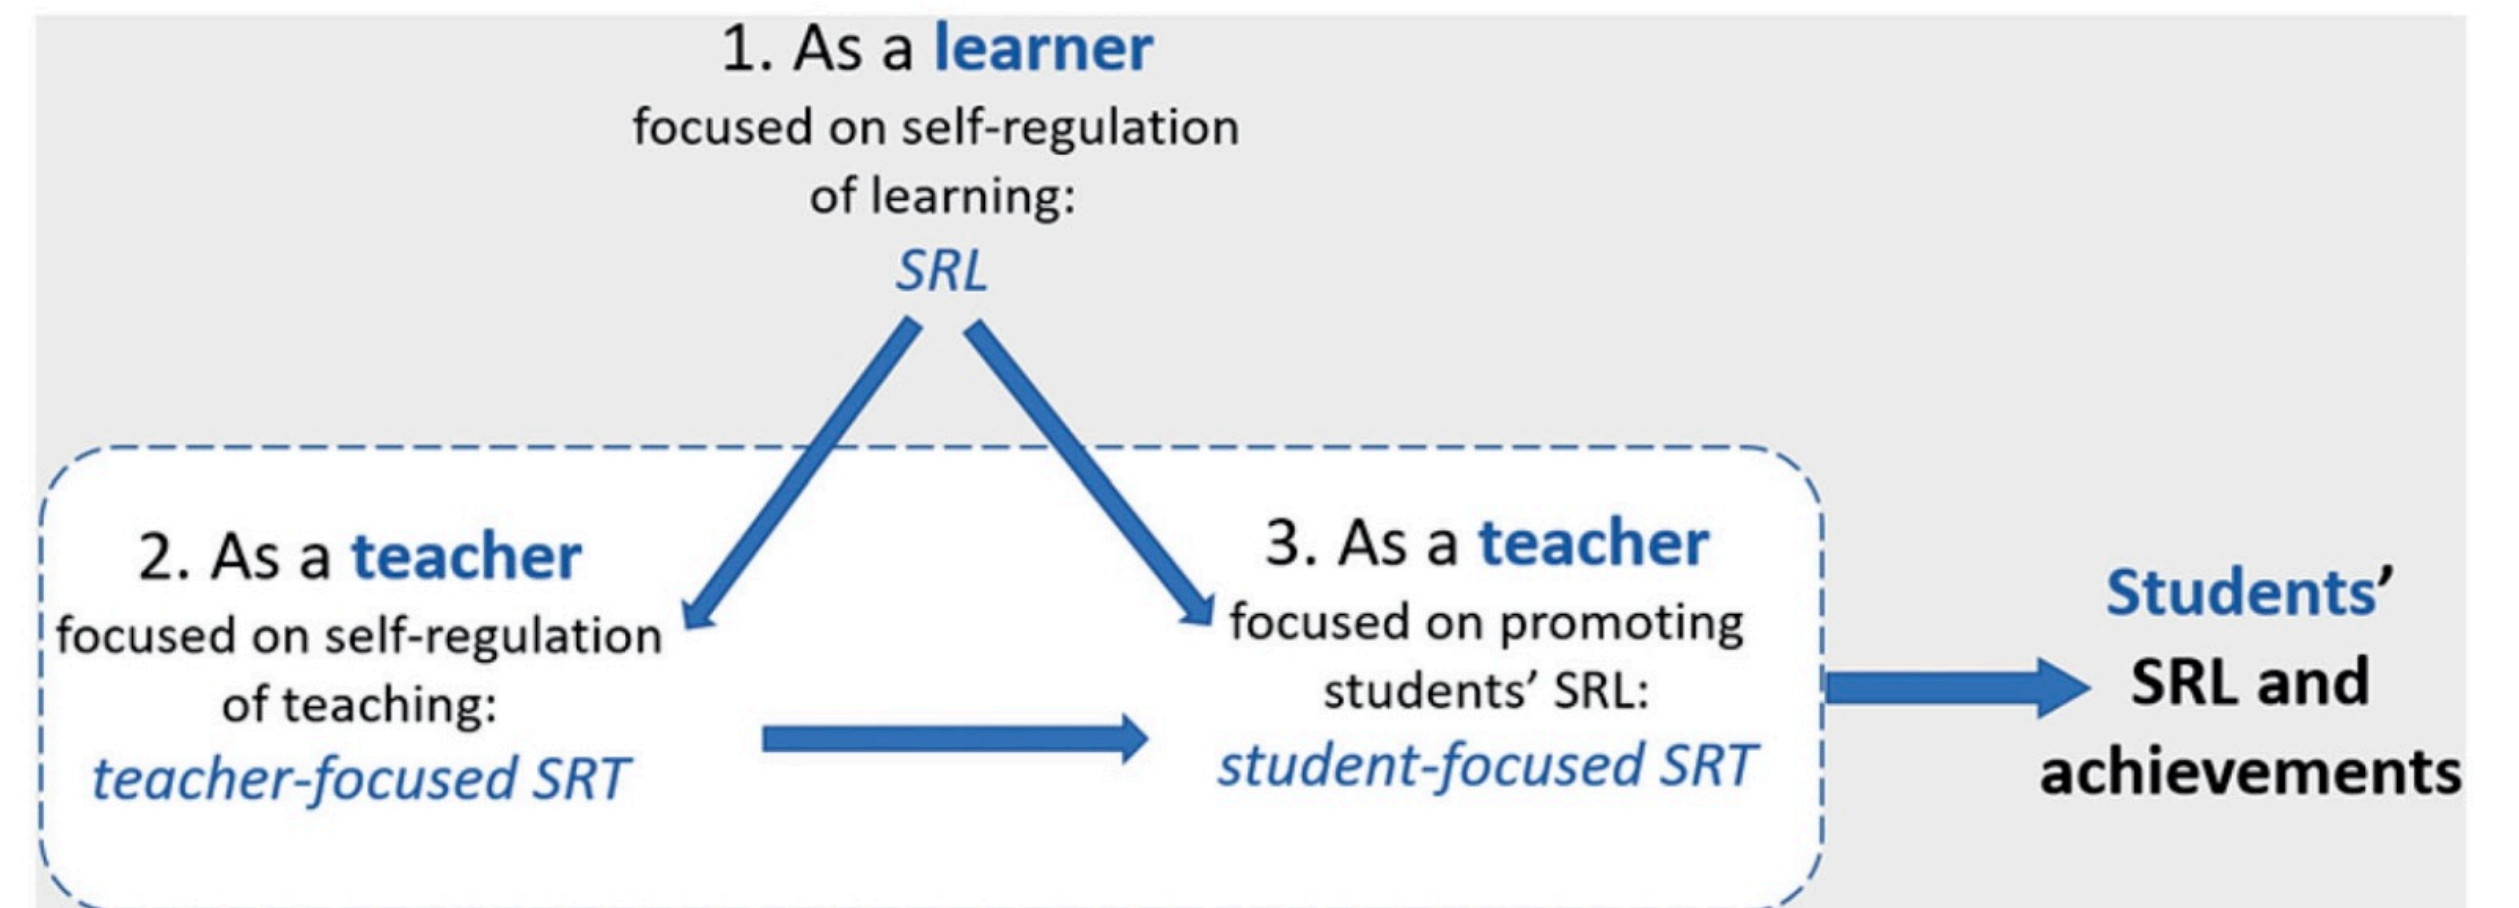 1. As a learner
focused on self-regulation
of learning:
SRL
2. As a teacher
focused on self-regulation
of teaching:
teacher-focused SRT
3. As a teacher
focused on promoting
students’ SRL:
student-focused SRT
Students’
SRL and
achievements